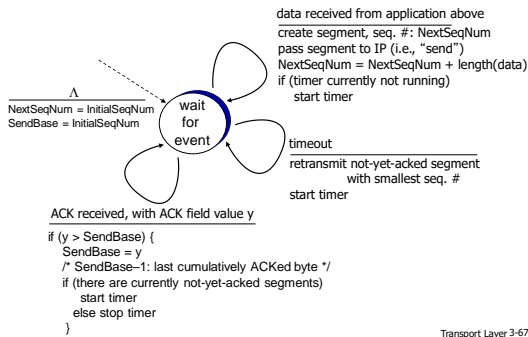 data received from application above
create segment, seq. #: NextSeqNum
pass segment to IP (i.e., “send”)
NextSeqNum = NextSeqNum + length(data)
if (timer currently not running)
start timer
Λ
NextSeqNum = InitialSeqNum
SendBase = InitialSeqNum
wait
for
event
timeout
retransmit not-yet-acked segment
with smallest seq. #
start timer
ACK received, with ACK field value y
if (y > SendBase) {
SendBase = y
/* SendBase–1: last cumulatively ACKed byte */
if (there are currently not-yet-acked segments)
start timer
else stop timer
}
Transport Layer 3-67